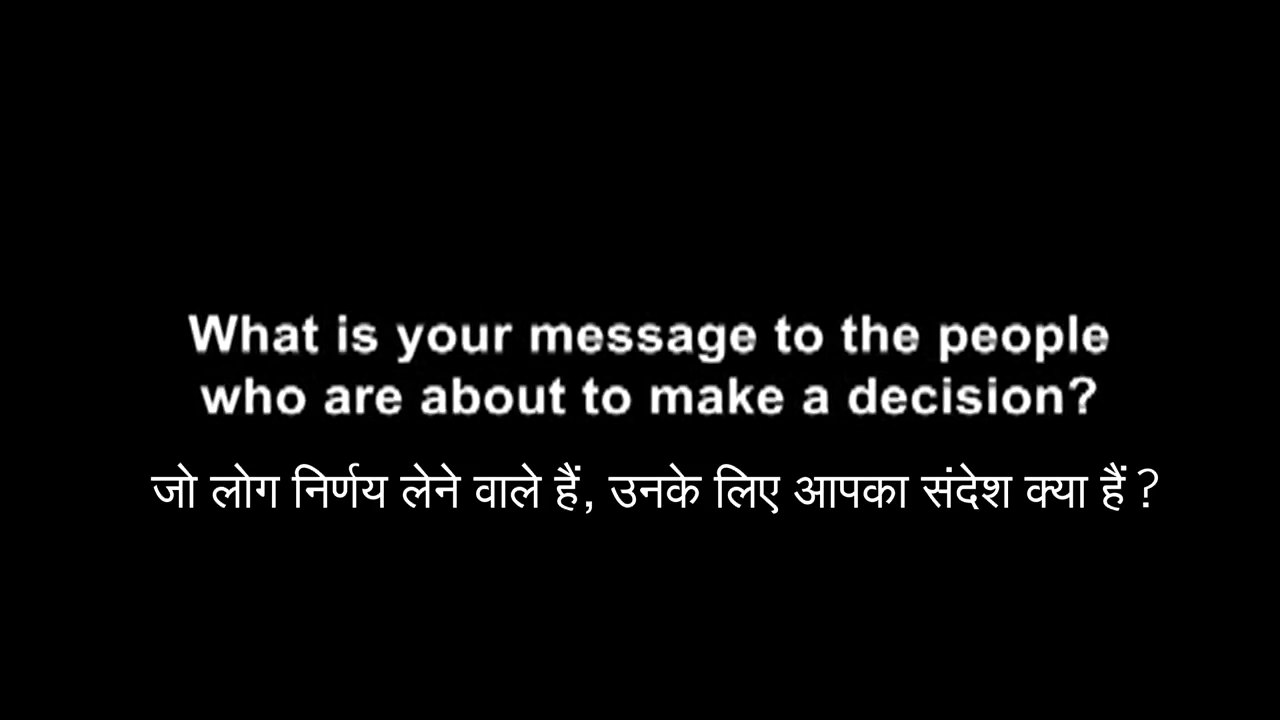 What is your message to the people
who are about to make a decision?
जो लोग निर्णय लेने वाले हैं, उनके लिए आपका संदेश क्या हैं ?